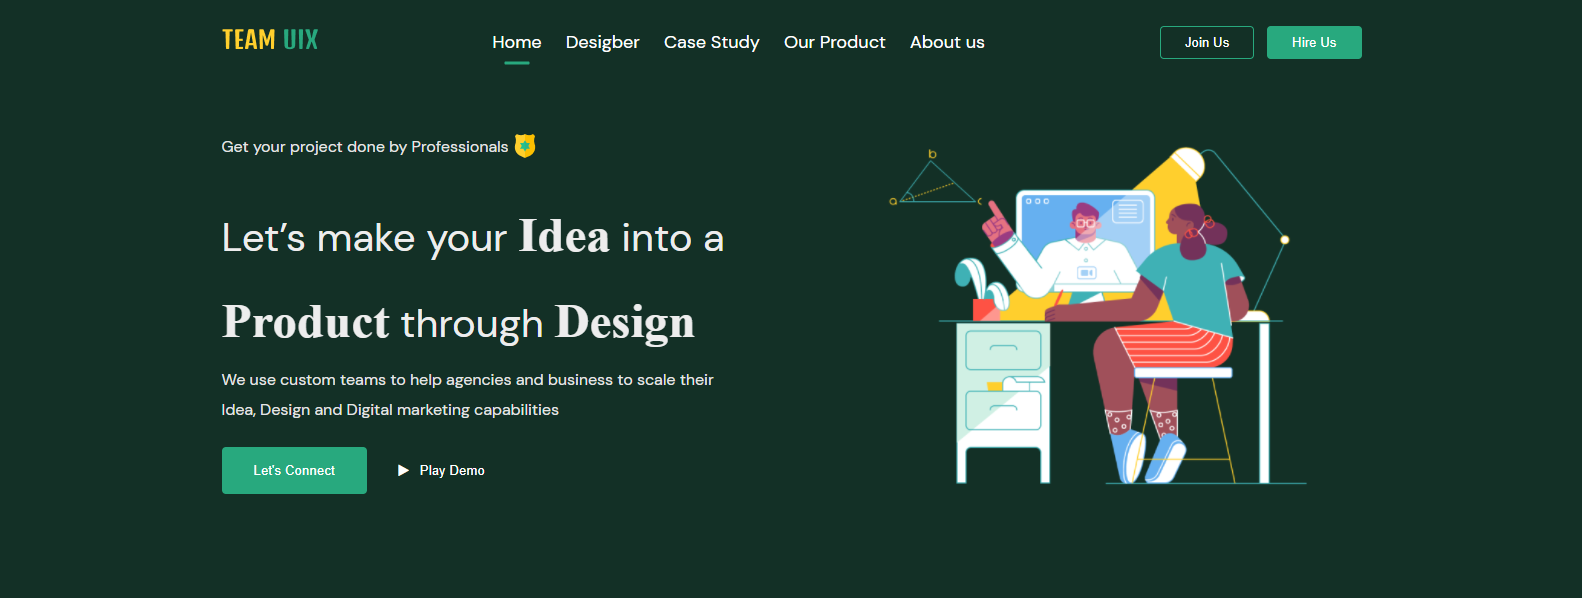 TEAM UIX
Home Desigber Case Study Our Product About us
Join Us Hire Us
Get your project done by Professionals
Let’s make your Idea into a
Product through Design
We use custom teams to help agencies and business to scale their
Idea, Design and Digital marketing capabilities
Let's Connect Play Demo
b
a c